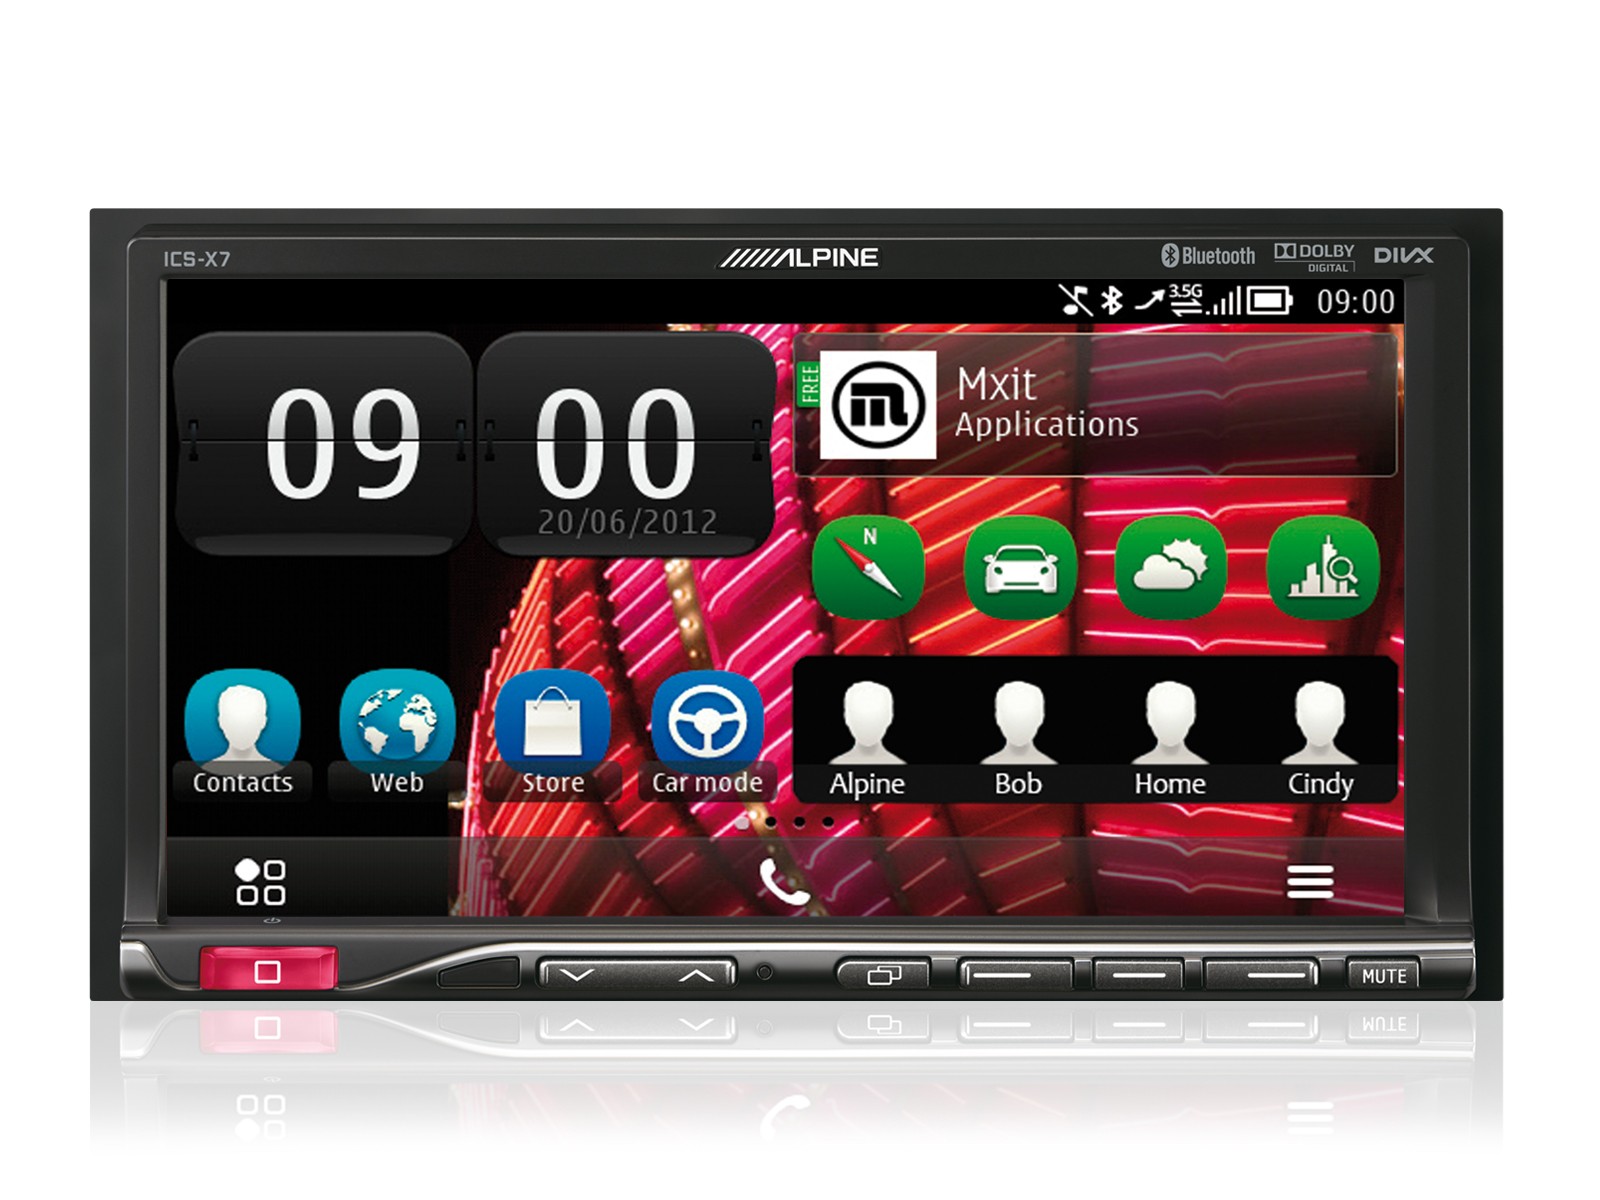 ICS-X7
ALPINE
Bluetooth
DOLBY
DIGITAL
DIVX
3.5G
09:00
09 00
20/06/2012
FREE
m
Mxit
Applications
N
Contacts
Web
Store
Car mode
Alpine
Bob
Home
Cindy
MUTE